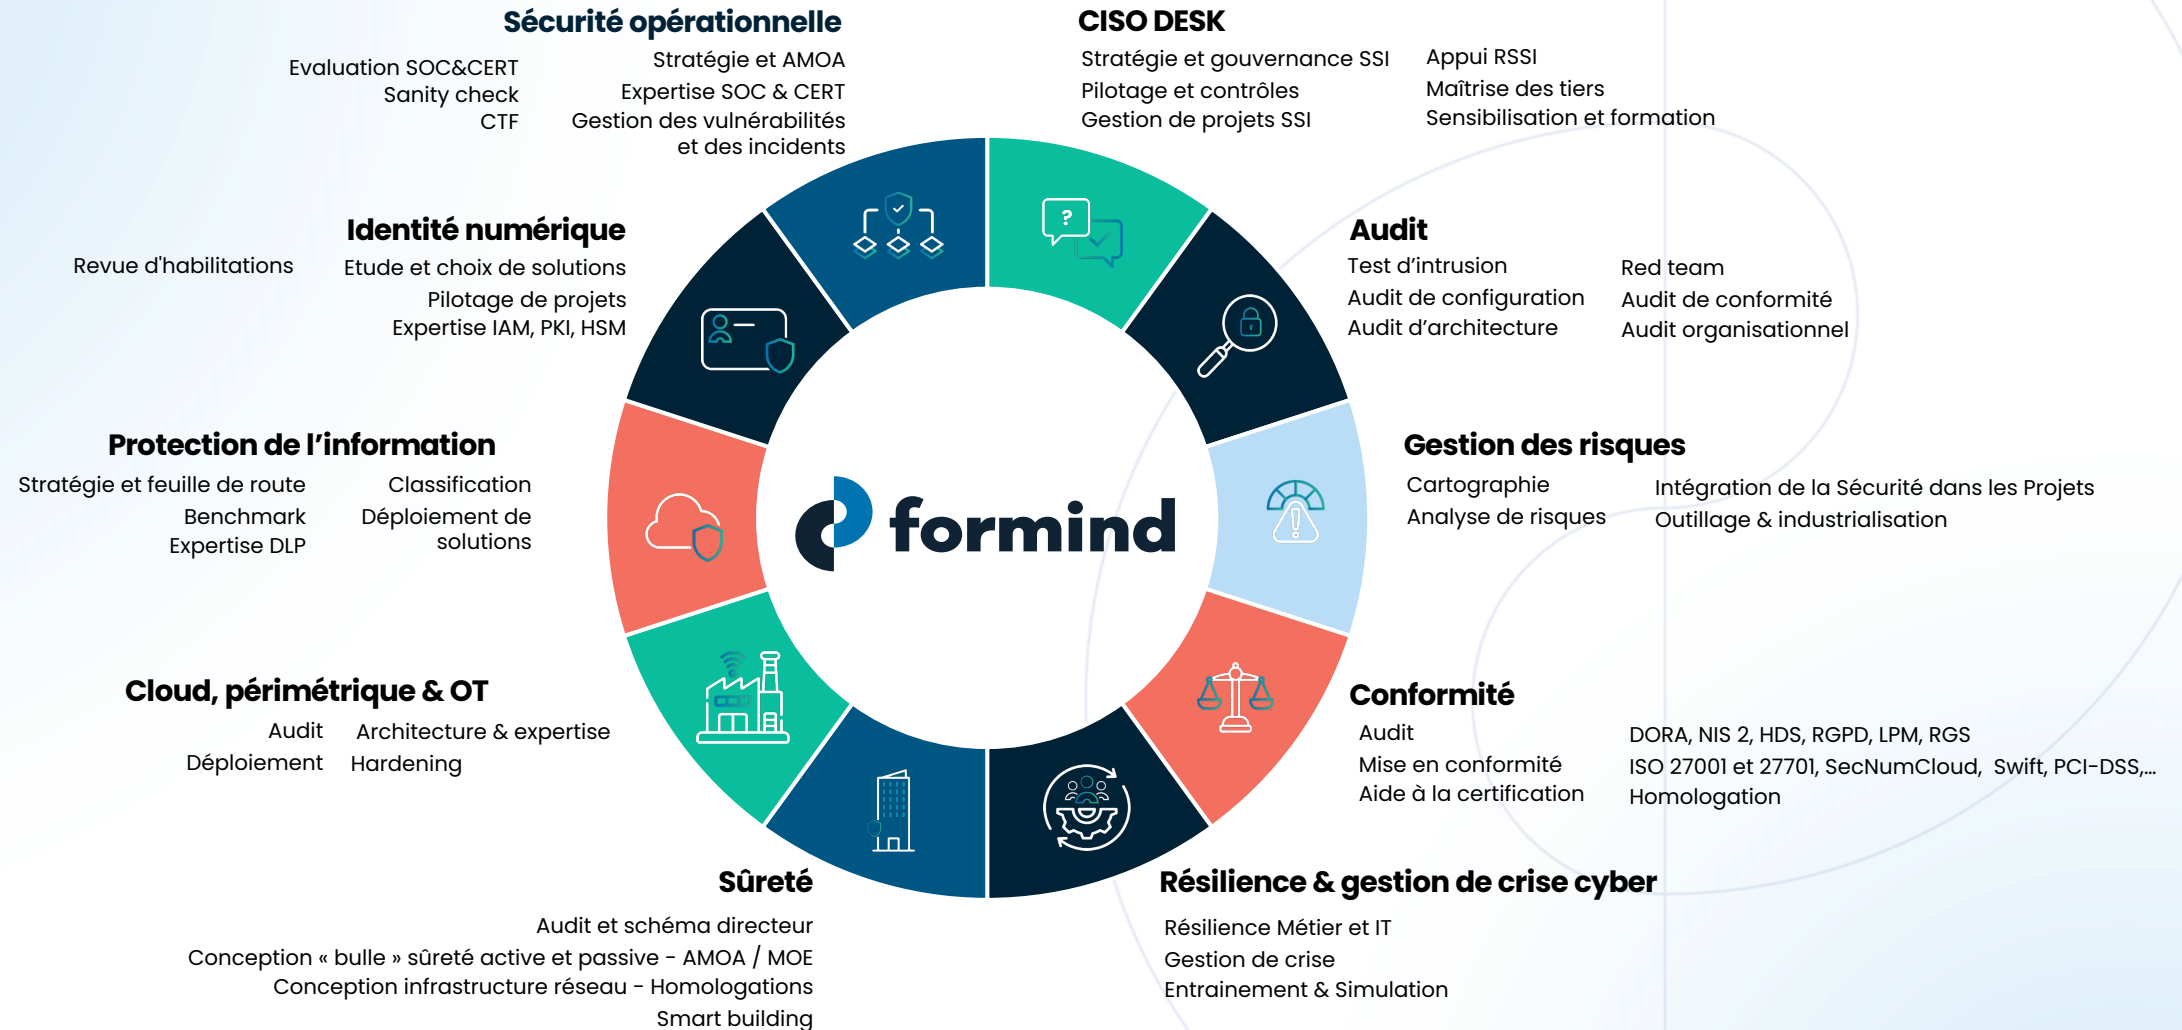 Sécurité opérationnelle
Evaluation SOC&CERT
Sanity check
CTF
Stratégie et AMOA
Expertise SOC & CERT
Gestion des vulnérabilités
et des incidents
CISO DESK
Stratégie et gouvernance SSI
Pilotage et contrôles
Gestion de projets SSI
Appui RSSI
Maîtrise des tiers
Sensibilisation et formation
Identité numérique
Revue d'habilitations
Etude et choix de solutions
Pilotage de projets
Expertise IAM, PKI, HSM
?
Audit
Test d’intrusion
Audit de configuration
Audit d’architecture
Red team
Audit de conformité
Audit organisationnel
Protection de l’information
Stratégie et feuille de route
Benchmark
Expertise DLP
Classification
Déploiement de
solutions
formind
Gestion des risques
Cartographie
Analyse de risques
Intégration de la Sécurité dans les Projets
Outillage & industrialisation
Cloud, périmétrique & OT
Audit
Déploiement
Architecture & expertise
Hardening
Conformité
Audit
Mise en conformité
Aide à la certification
DORA, NIS 2, HDS, RGPD, LPM, RGS
ISO 27001 et 27701, SecNumCloud, Swift, PCI-DSS,...
Homologation
Sûreté
Audit et schéma directeur
Conception « bulle » sûreté active et passive - AMOA / MOE
Conception infrastructure réseau - Homologations
Smart building
Résilience & gestion de crise cyber
Résilience Métier et IT
Gestion de crise
Entrainement & Simulation